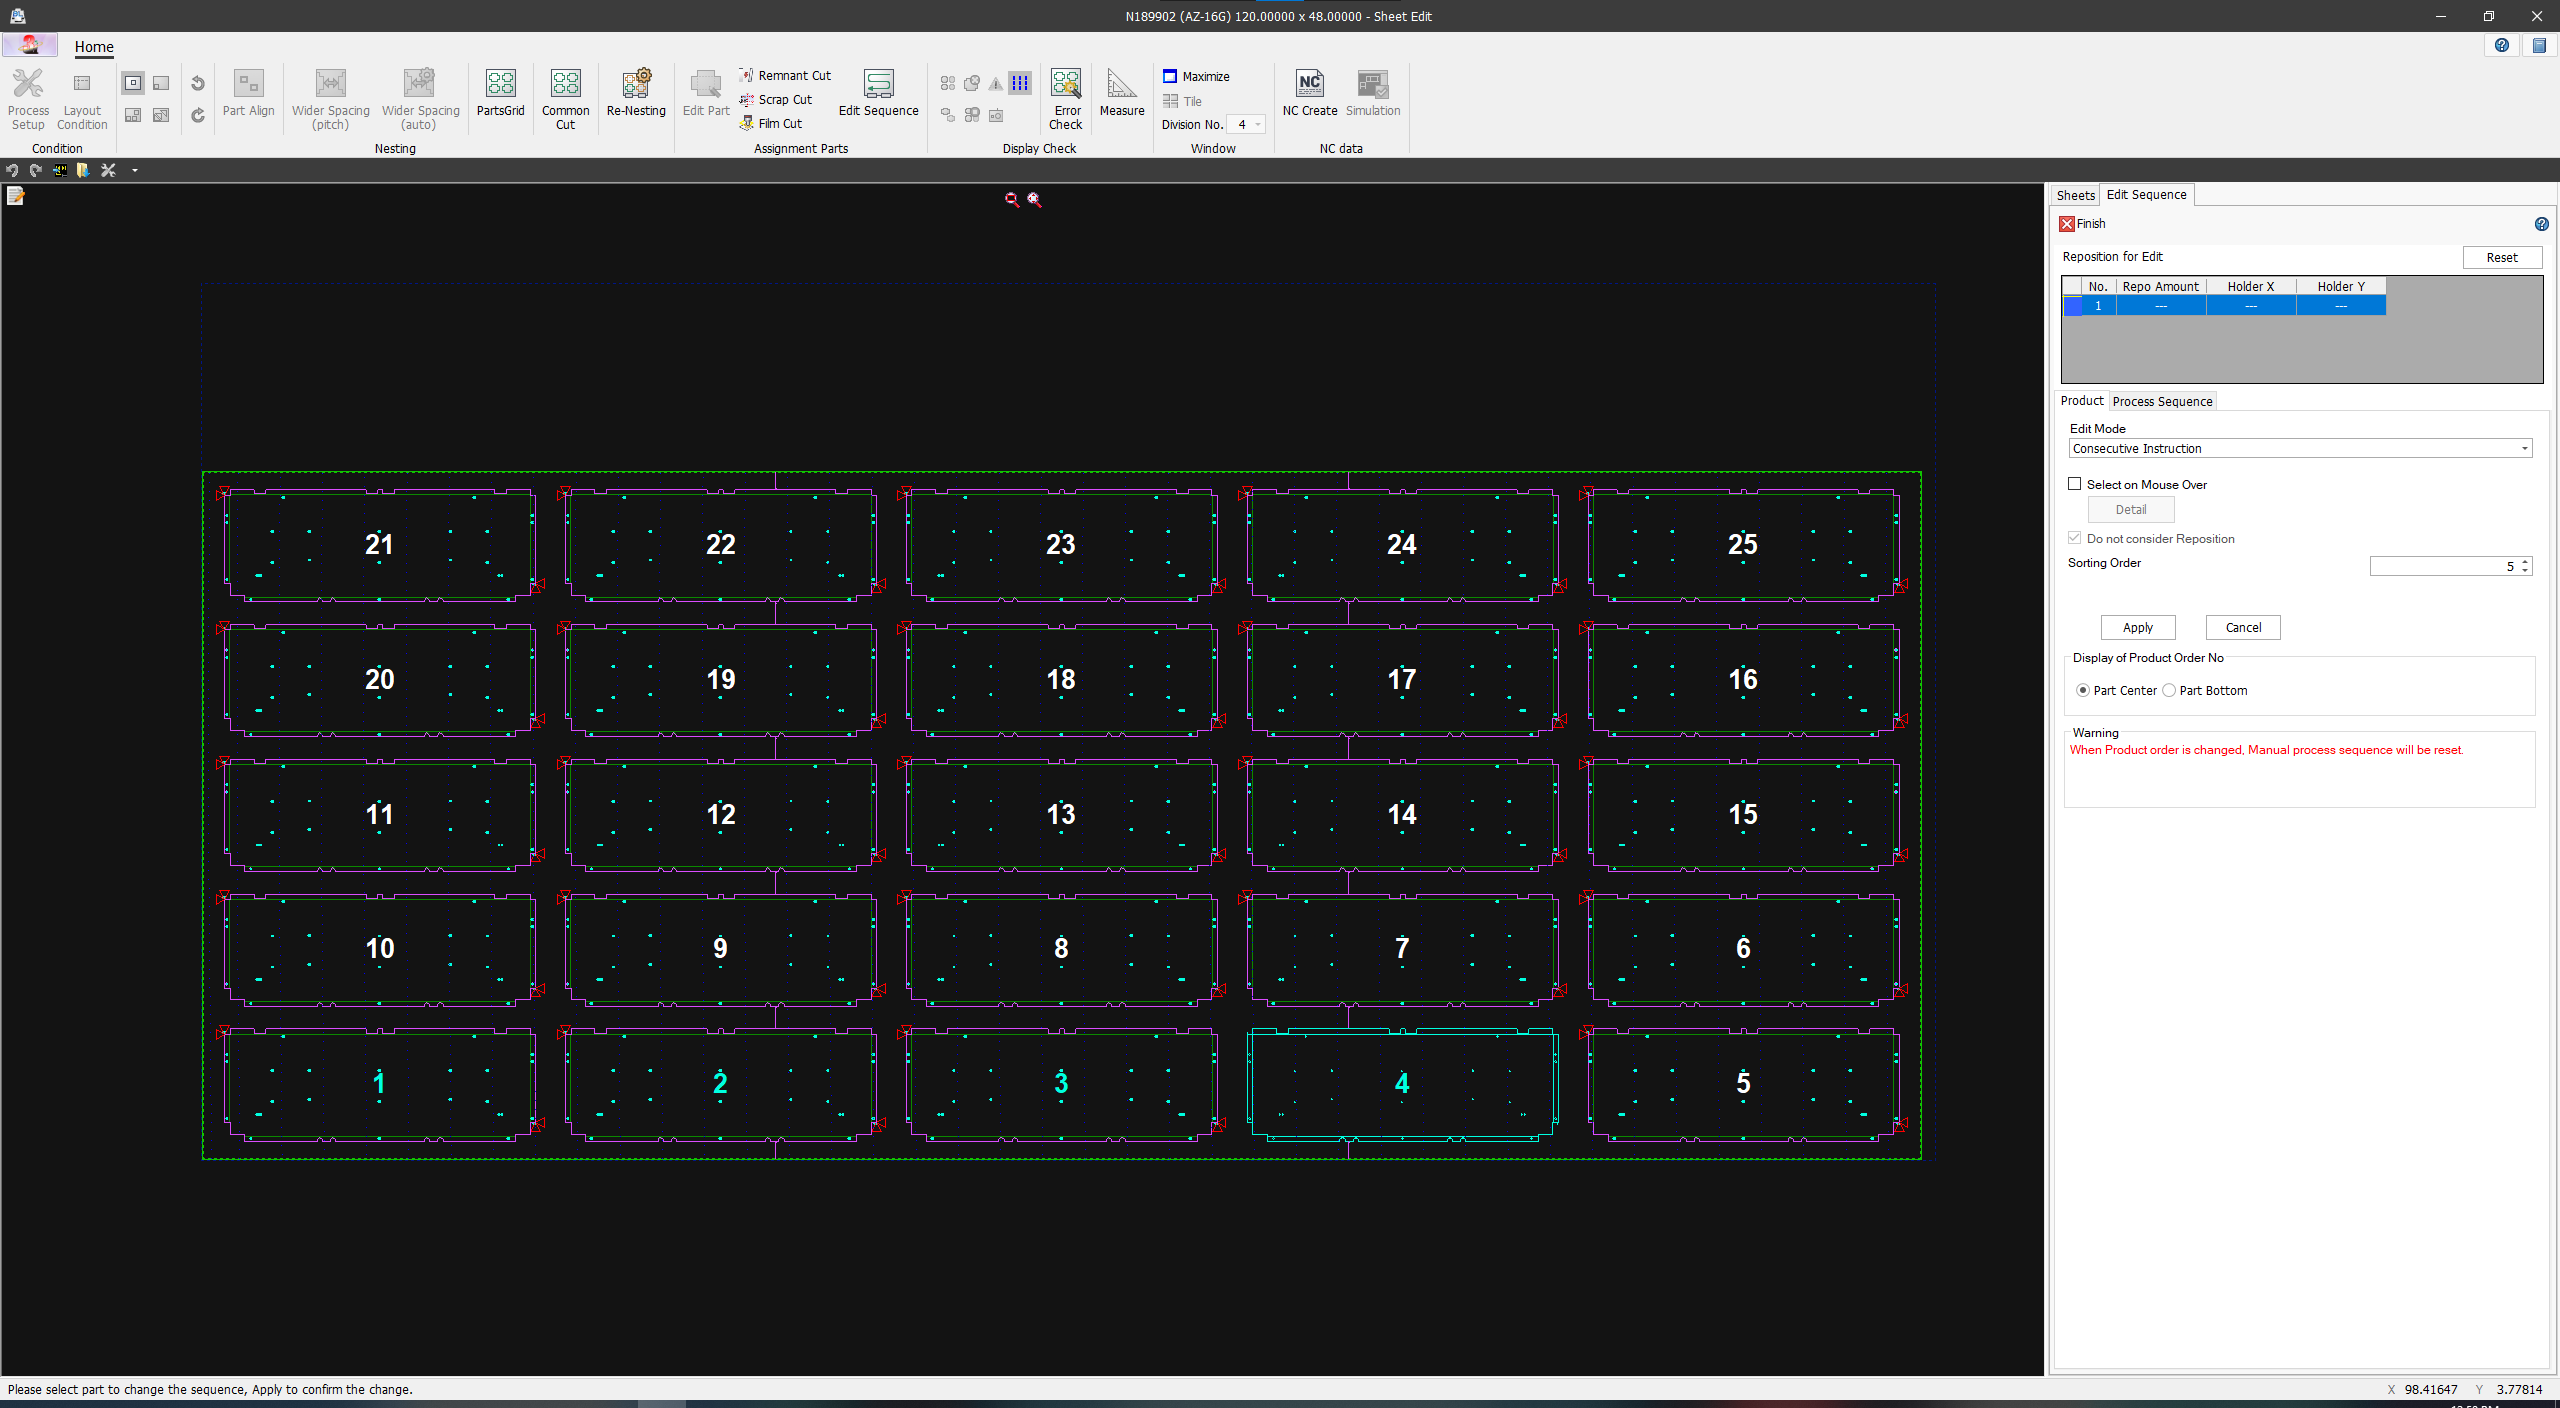 N189902 (AZ-16G) 120.00000 x 48.00000 - Sheet Edit
Home
Process Setup
Layout Condition
Condition
Part Align
Wider Spacing (pitch)
Wider Spacing (auto)
PartsGrid
Common Cut
Re-Nesting
Nesting
Edit Part
Remnant Cut
Scrap Cut
Film Cut
Edit Sequence
Assignment Parts
Error Check
Measure
Display Check
Maximize
Tile
Division No. 4
Window
NC
NC Create
Simulation
NC data
Sheets
Edit Sequence
Finish
Reposition for Edit
Reset
No. Repo Amount Holder X Holder Y
1 --- --- ---
Product
Process Sequence
Edit Mode
Consecutive Instruction
Select on Mouse Over
Detail
Do not consider Reposition
Sorting Order 5
Apply
Cancel
Display of Product Order No
Part Center
Part Bottom
Warning
When Product order is changed, Manual process sequence will be reset.
21 22 23 24 25
20 19 18 17 16
11 12 13 14 15
10 9 8 7 6
1 2 3 4 5
Please select part to change the sequence, Apply to confirm the change.
X 98.41647 Y 3.77814